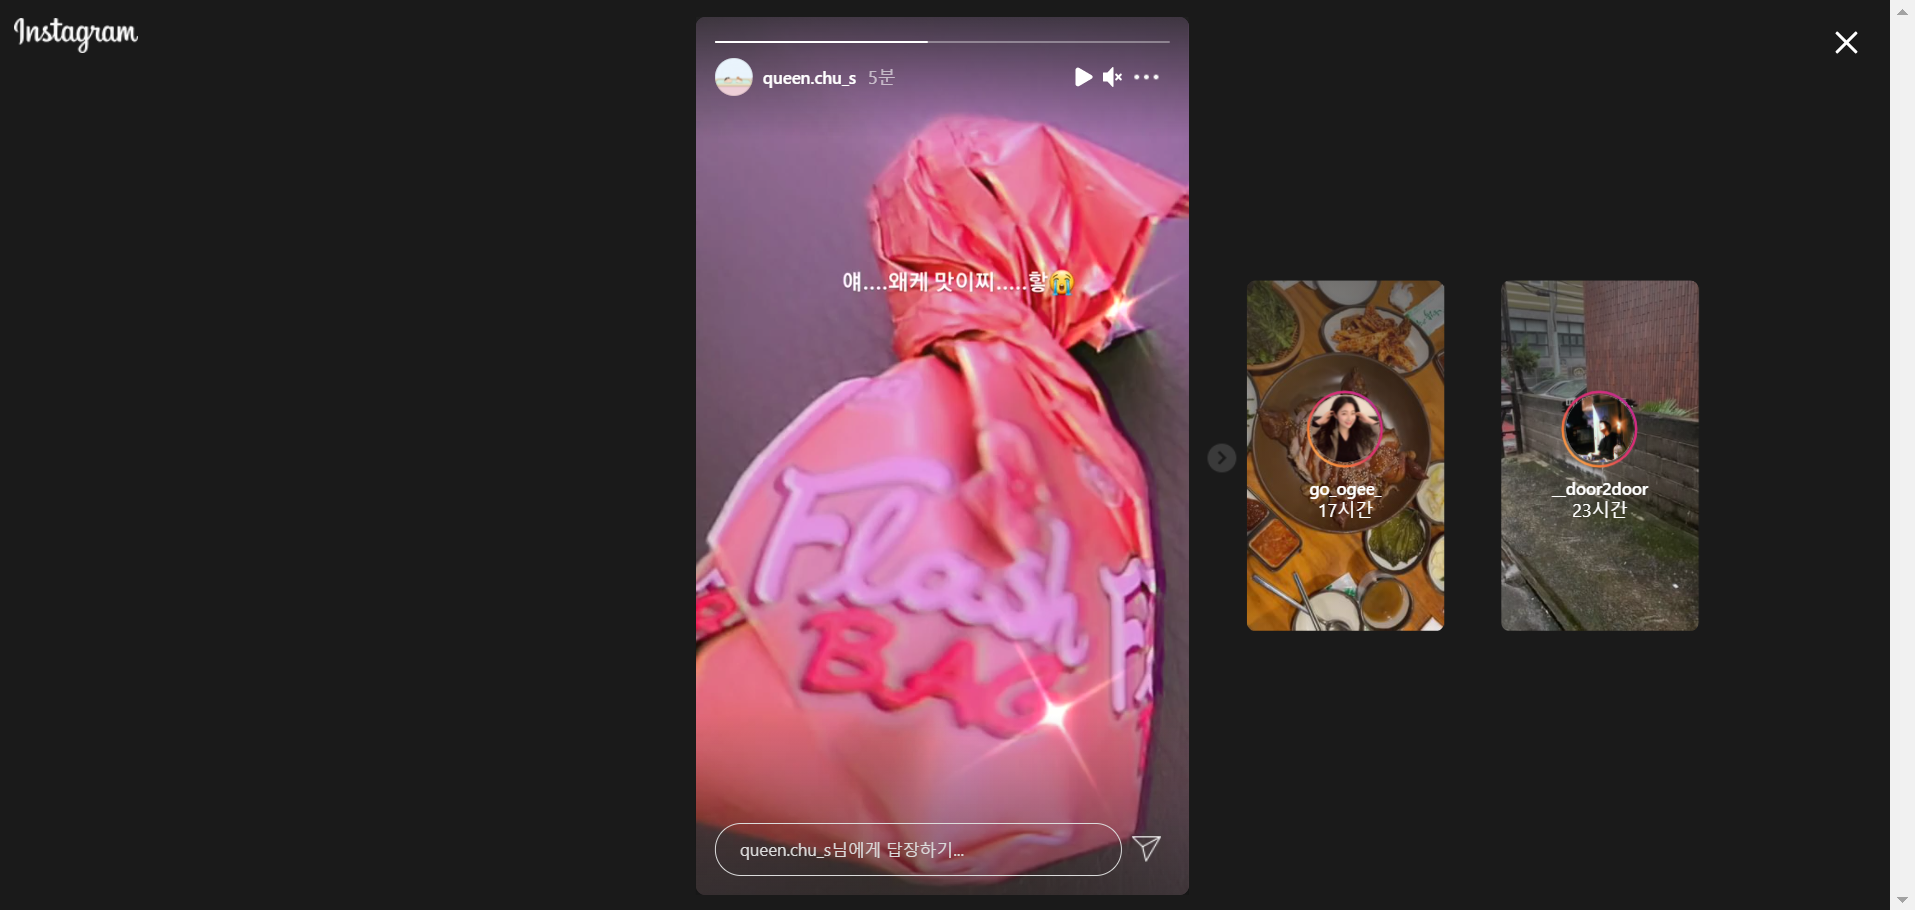 Instagram
queen.chu_s 5분
얘....왜케 맛이찌.....핳😭
Flash
BAG
go_ogee_
17시간
__door2door
23시간
queen.chu_s님에게 답장하기...